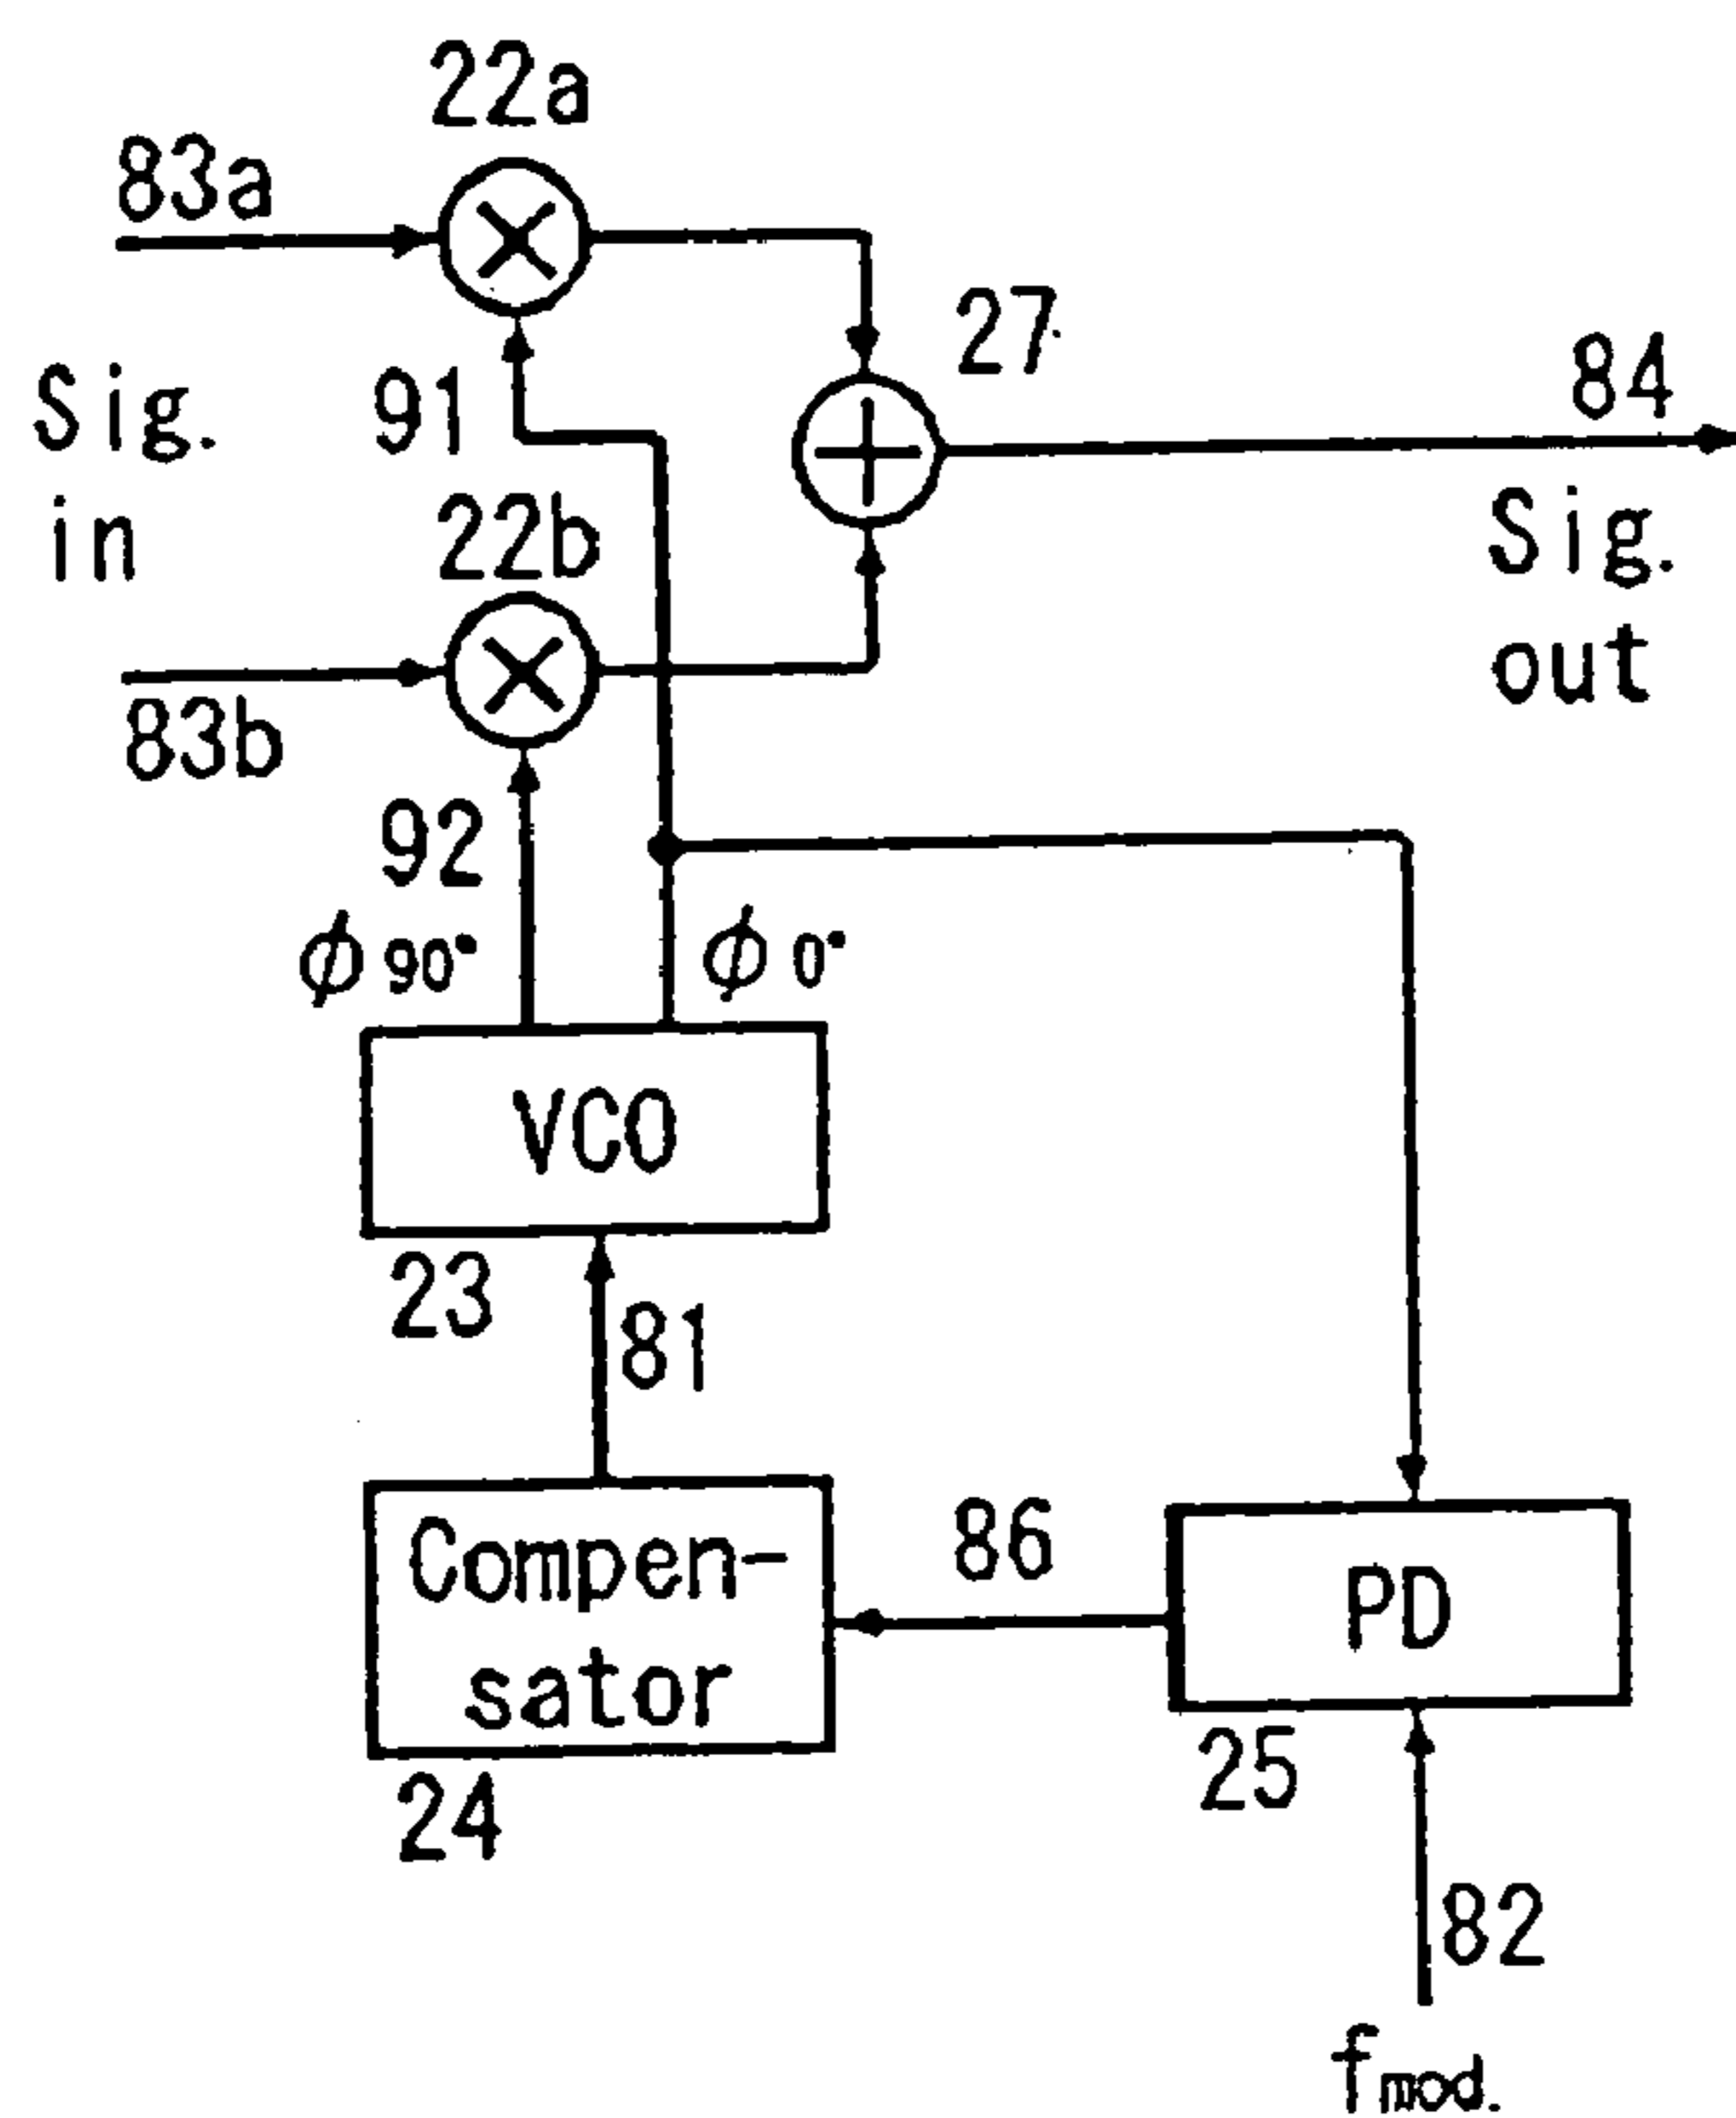 22a
83a
27
84
Sig.
in
91
22b
Sig.
out
83b
92
ϕ 90°
ϕ 0°
VCO
23
81
Compen-
sator
86
PD
25
24
82
fmod.